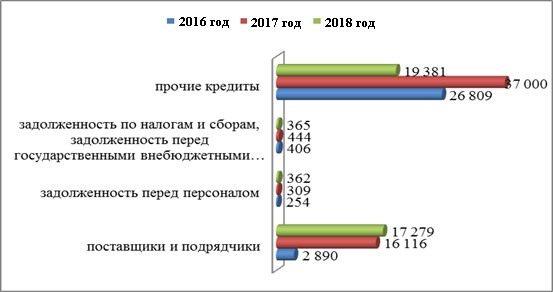 2016 год 2017 год 2018 год
прочие кредиты
19 381
37 000
26 809
задолженность по налогам и сборам,
задолженность перед
государственными внебюджетными…
365
444
406
задолженность перед персоналом
362
309
254
поставщики и подрядчики
17 279
16 116
2 890